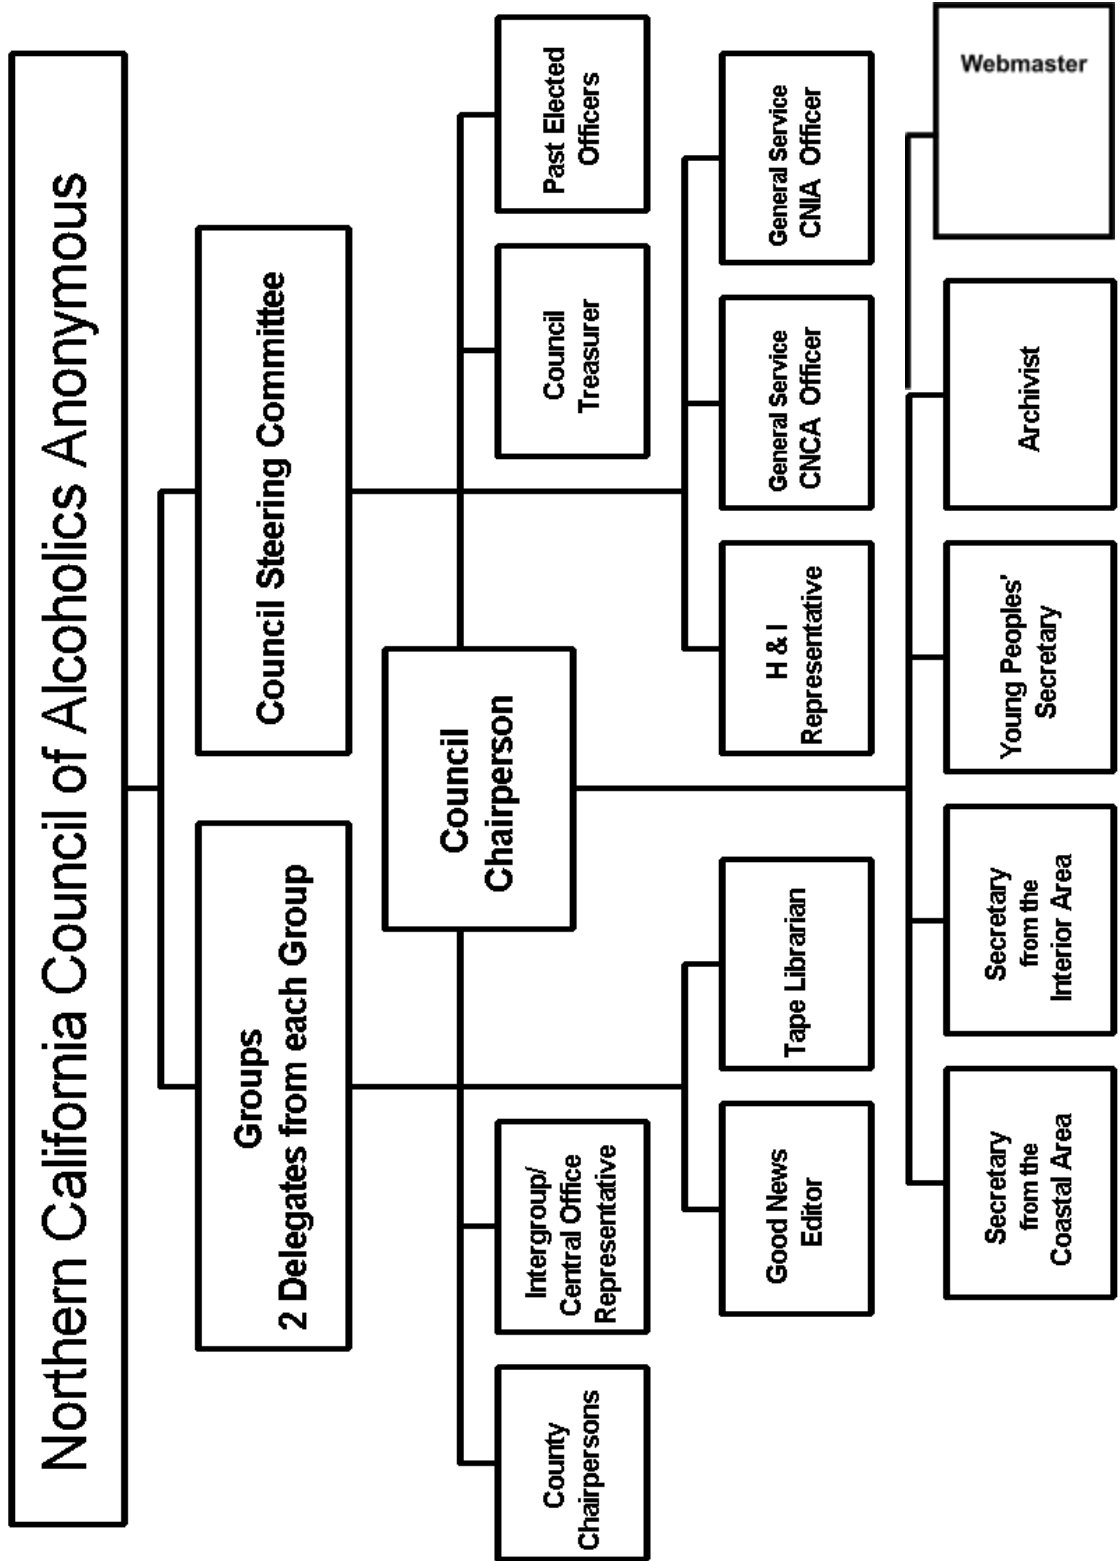 Northern California Council of Alcoholics Anonymous
Groups
2 Delegates from each Group
Council Steering Committee
Council
Chairperson
County
Chairpersons
Intergroup/
Central Office
Representative
Council
Treasurer
Past Elected
Officers
Good News
Editor
Tape Librarian
H & I
Representative
General Service
CNCA Officer
General Service
CNIA Officer
Secretary
from the
Coastal Area
Secretary
from the
Interior Area
Young Peoples'
Secretary
Archivist
Webmaster